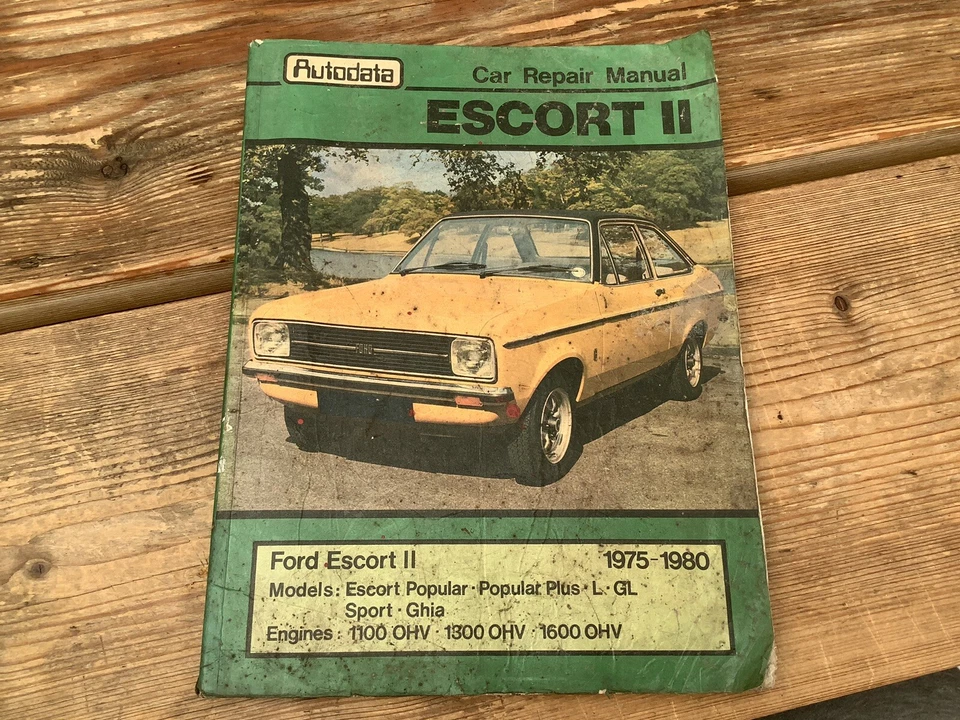 Autodata
Car Repair Manual
ESCORT II
FORD
Ford Escort II 1975-1980
Models: Escort Popular · Popular Plus · L · GL
Sport · Ghia
Engines: 1100 OHV · 1300 OHV · 1600 OHV